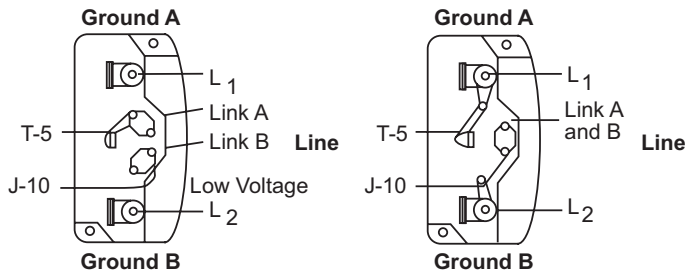 Ground A
L1
Link A
T-5
Link B
Line
J-10
Low Voltage
L2
Ground B
Ground A
L1
Link A
and B
T-5
Line
J-10
L2
Ground B